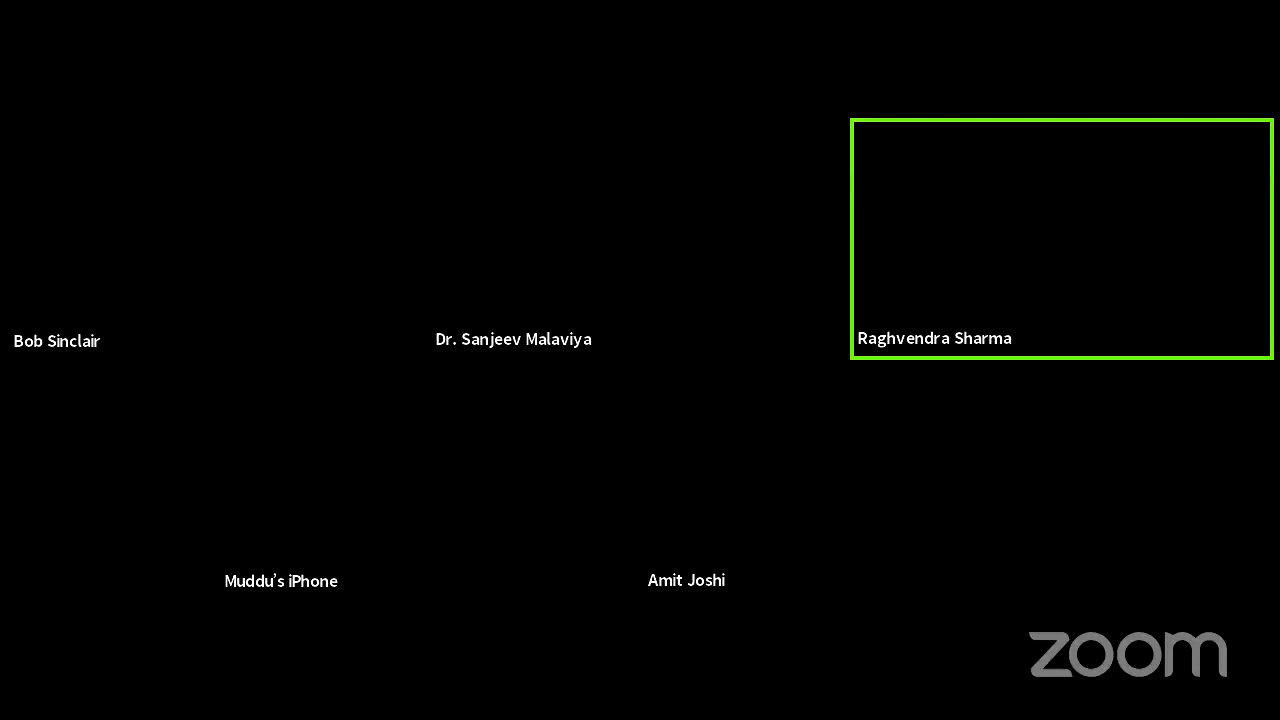 Bob Sinclair
Dr. Sanjeev Malaviya
Raghvendra Sharma
Muddu’s iPhone
Amit Joshi
zoom